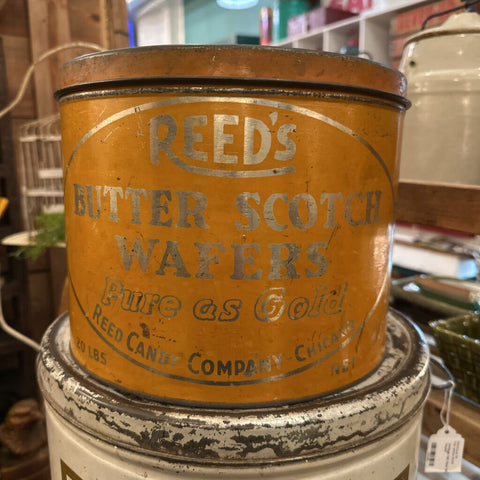 REED'S
BUTTER SCOTCH
WAFERS
Pure as Gold
REED CANDY COMPANY - CHICAGO
20 LBS